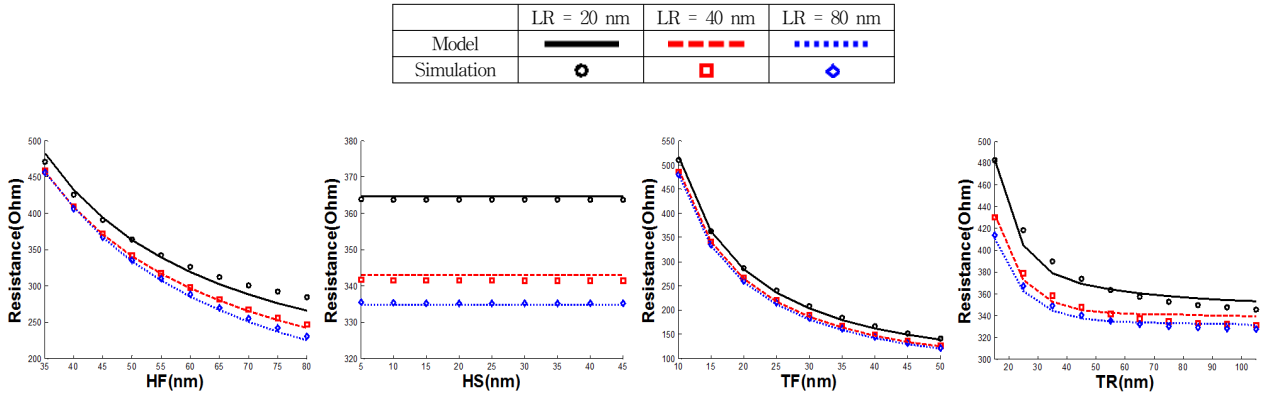 LR = 20 nm LR = 40 nm LR = 80 nm
Model
Simulation
Resistance(Ohm)
500
450
400
350
300
250
200
35 40 45 50 55 60 65 70 75 80
HF(nm)
Resistance(Ohm)
380
370
360
350
340
330
320
5 10 15 20 25 30 35 40 45
HS(nm)
Resistance(Ohm)
550
500
450
400
350
300
250
200
150
100
10 15 20 25 30 35 40 45 50
TF(nm)
Resistance(Ohm)
500
480
460
440
420
400
380
360
340
320
300
20 30 40 50 60 70 80 90 100
TR(nm)